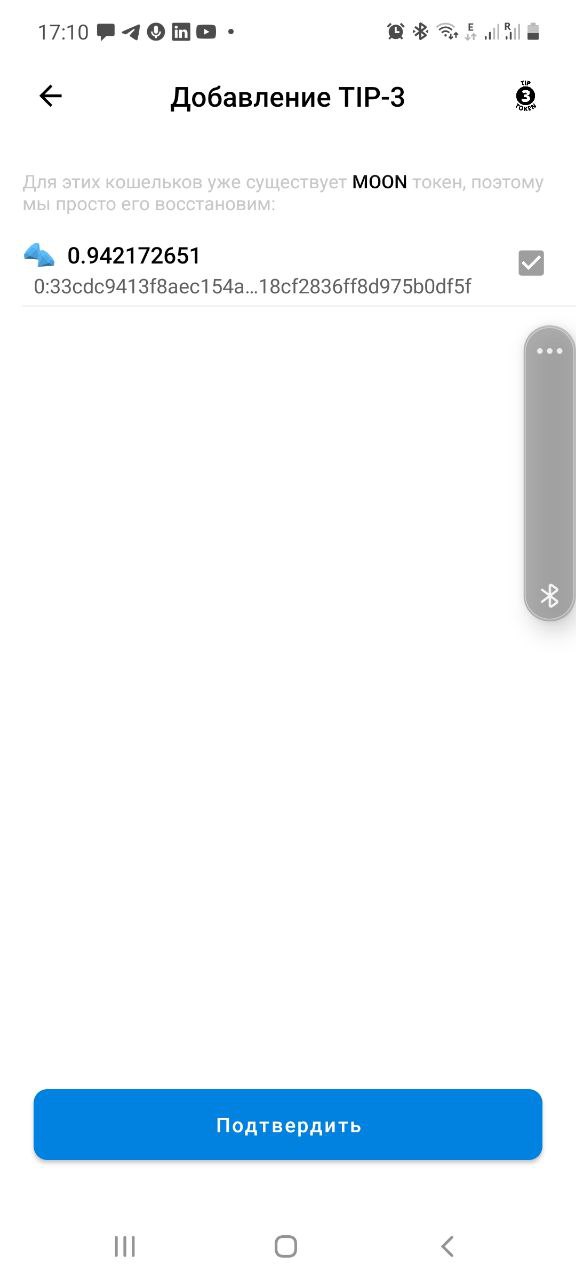 17:10
E
R
Добавление TIP-3
TIP
3
TOKEN
Для этих кошельков уже существует MOON токен, поэтому
мы просто его восстановим:
0.942172651
0:33cdc9413f8aec154a...18cf2836ff8d975b0df5f
Подтвердить